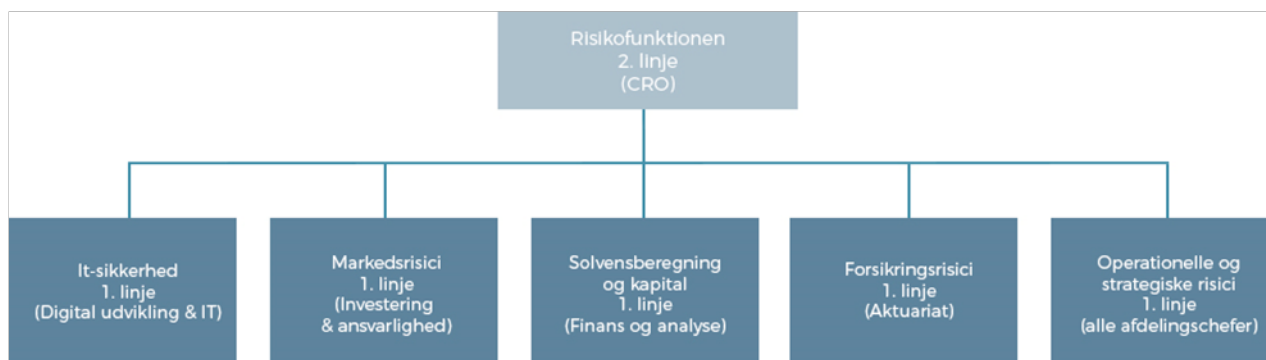 Risikofunktionen
2. linje
(CRO)
It-sikkerhed
1. linje
(Digital udvikling & IT)
Markedsrisici
1. linje
(Investering
& ansvarlighed)
Solvensberegning
og kapital
1. linje
(Finans og analyse)
Forsikringsrisici
1. linje
(Aktuariat)
Operationelle og
strategiske risici
1. linje
(alle afdelingschefer)